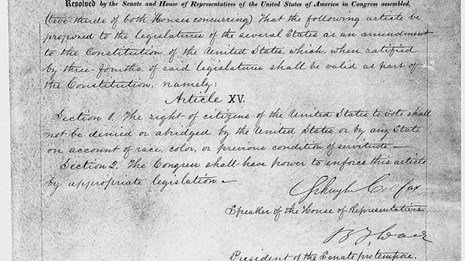 Resolved by the Senate and House of Representatives of the United States of America in Congress assembled,
(two-thirds of both Houses concurring) That the following article be
proposed to the legislatures of the several States as an amendment
to the Constitution of the United States, which, when ratified
by three-fourths of said legislatures shall be valid as part of
the Constitution, namely:
Article XV.
Section 1. The right of citizens of the United States to vote shall
not be denied or abridged by the United States or by any State
on account of race, color, or previous condition of servitude.—
Section 2. The Congress shall have power to enforce this article
by appropriate legislation—
Schuyler Colfax
Speaker of the House of Representatives.
B F Wade
President of the Senate protempore.